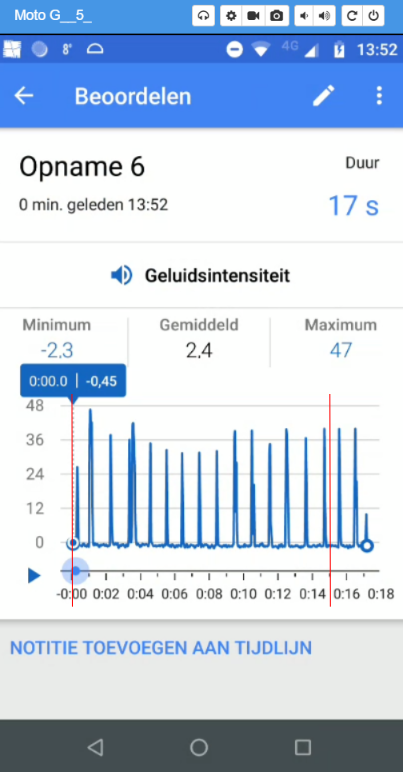 Moto G__5_
8° 4G 13:52
Beoordelen
Opname 6 Duur
0 min. geleden 13:52 17 s
Geluidsintensiteit
Minimum Gemiddeld Maximum
-2,3 2,4 47
0:00.0 | -0,45
48
36
24
12
0
-0:00 0:02 0:04 0:06 0:08 0:10 0:12 0:14 0:16 0:18
NOTITIE TOEVOEGEN AAN TIJDLIJN